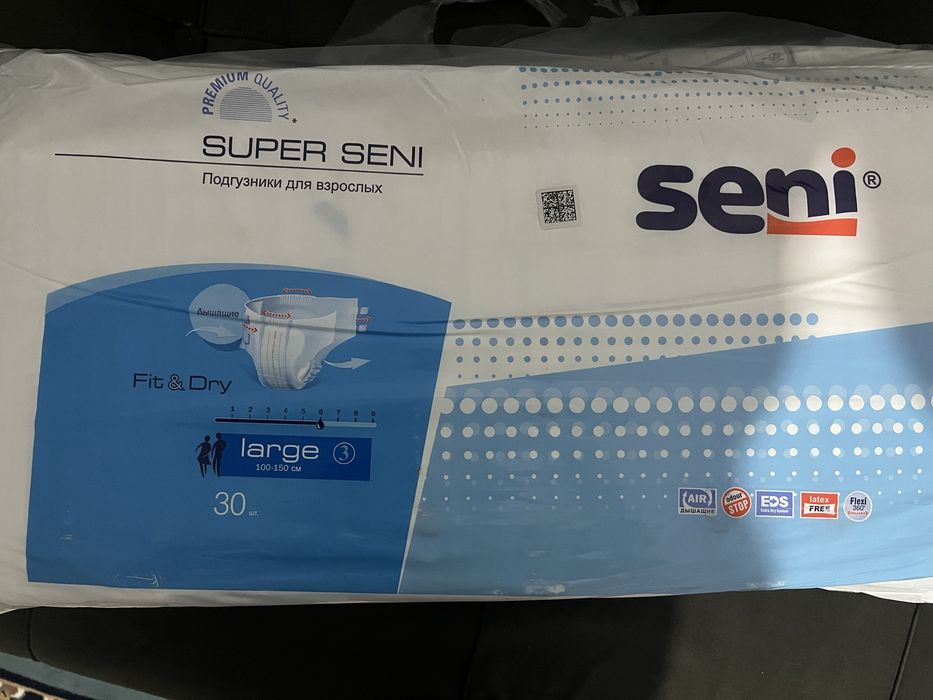 PREMIUM QUALITY*
SUPER SENI
Подгузники для взрослых
seni®
дышащие
Fit & Dry
1 2 3 4 5 6 7 8 9
large 3
100-150 см
30 шт.
AIR
ДЫШАЩИЕ
odour
STOP
EDS
Extra Dry System
latex
FREE
Flexi
360°